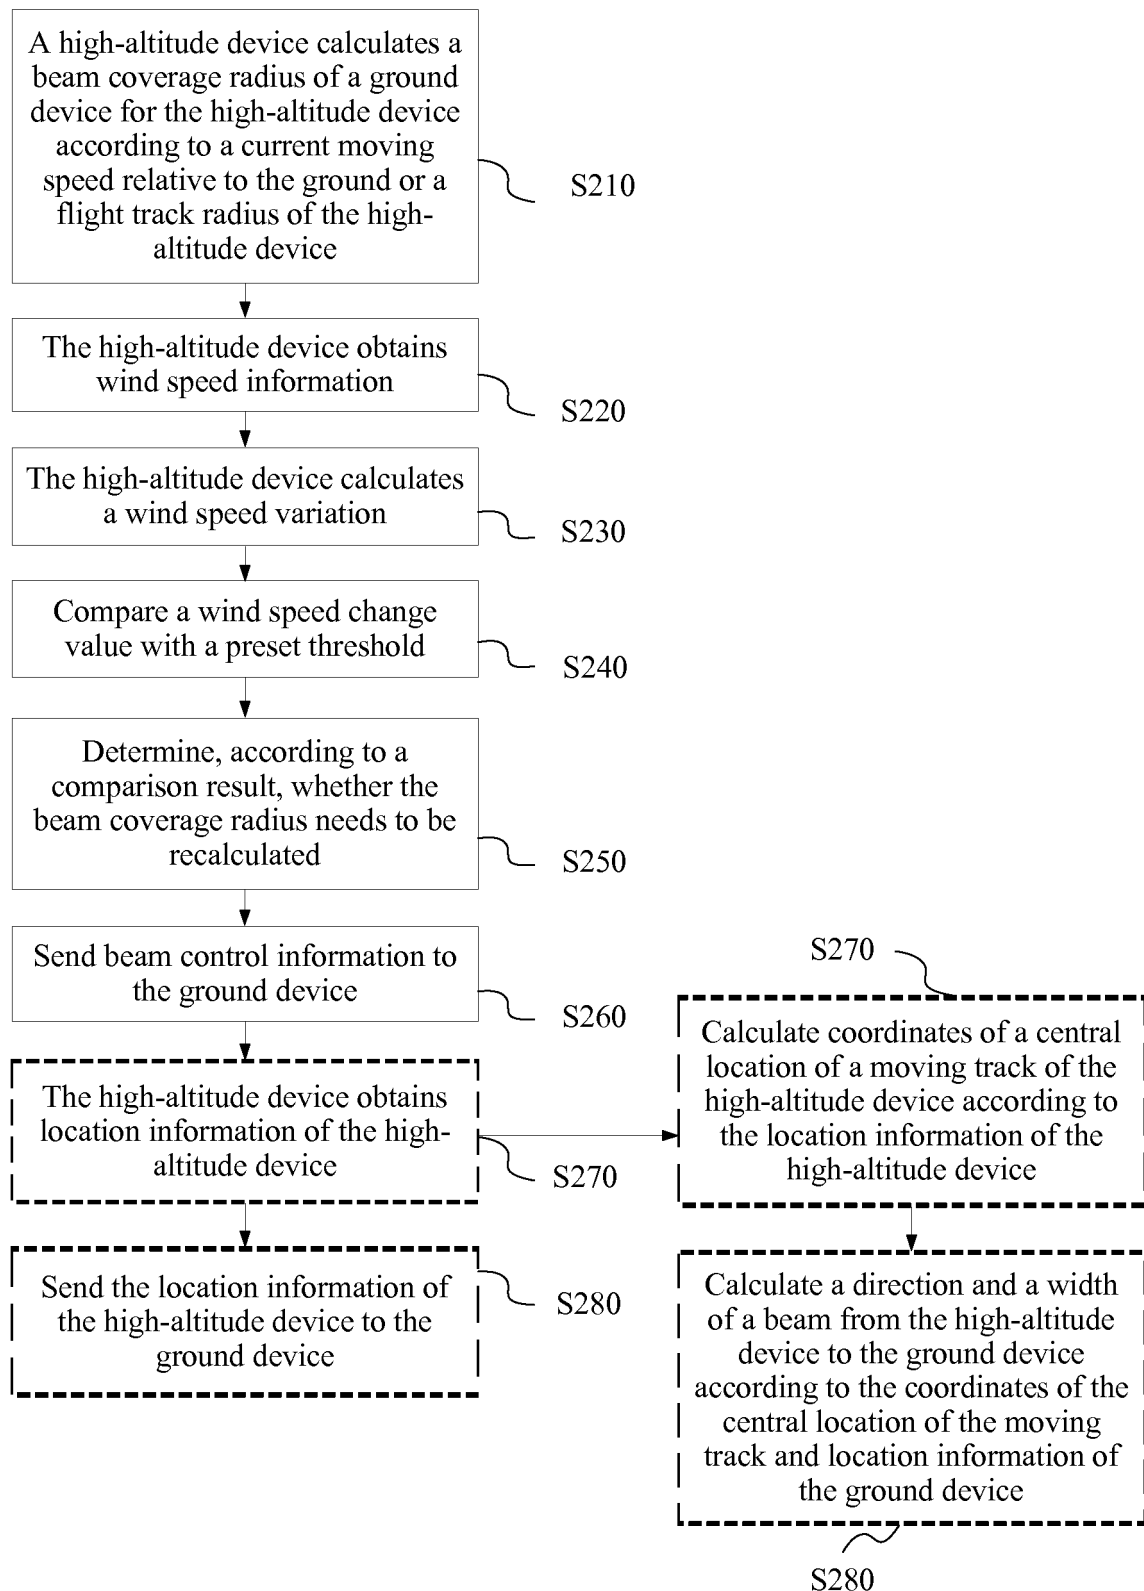 A high-altitude device calculates a
beam coverage radius of a ground
device for the high-altitude device
according to a current moving
speed relative to the ground or a
flight track radius of the high-
altitude device
S210
The high-altitude device obtains
wind speed information
S220
The high-altitude device calculates
a wind speed variation
S230
Compare a wind speed change
value with a preset threshold
S240
Determine, according to a
comparison result, whether the
beam coverage radius needs to be
recalculated
S250
Send beam control information to
the ground device
S260
The high-altitude device obtains
location information of the high-
altitude device
S270
Send the location information of
the high-altitude device to the
ground device
S280
S270
Calculate coordinates of a central
location of a moving track of the
high-altitude device according to
the location information of the
high-altitude device
Calculate a direction and a width
of a beam from the high-altitude
device to the ground device
according to the coordinates of the
central location of the moving
track and location information of
the ground device
S280